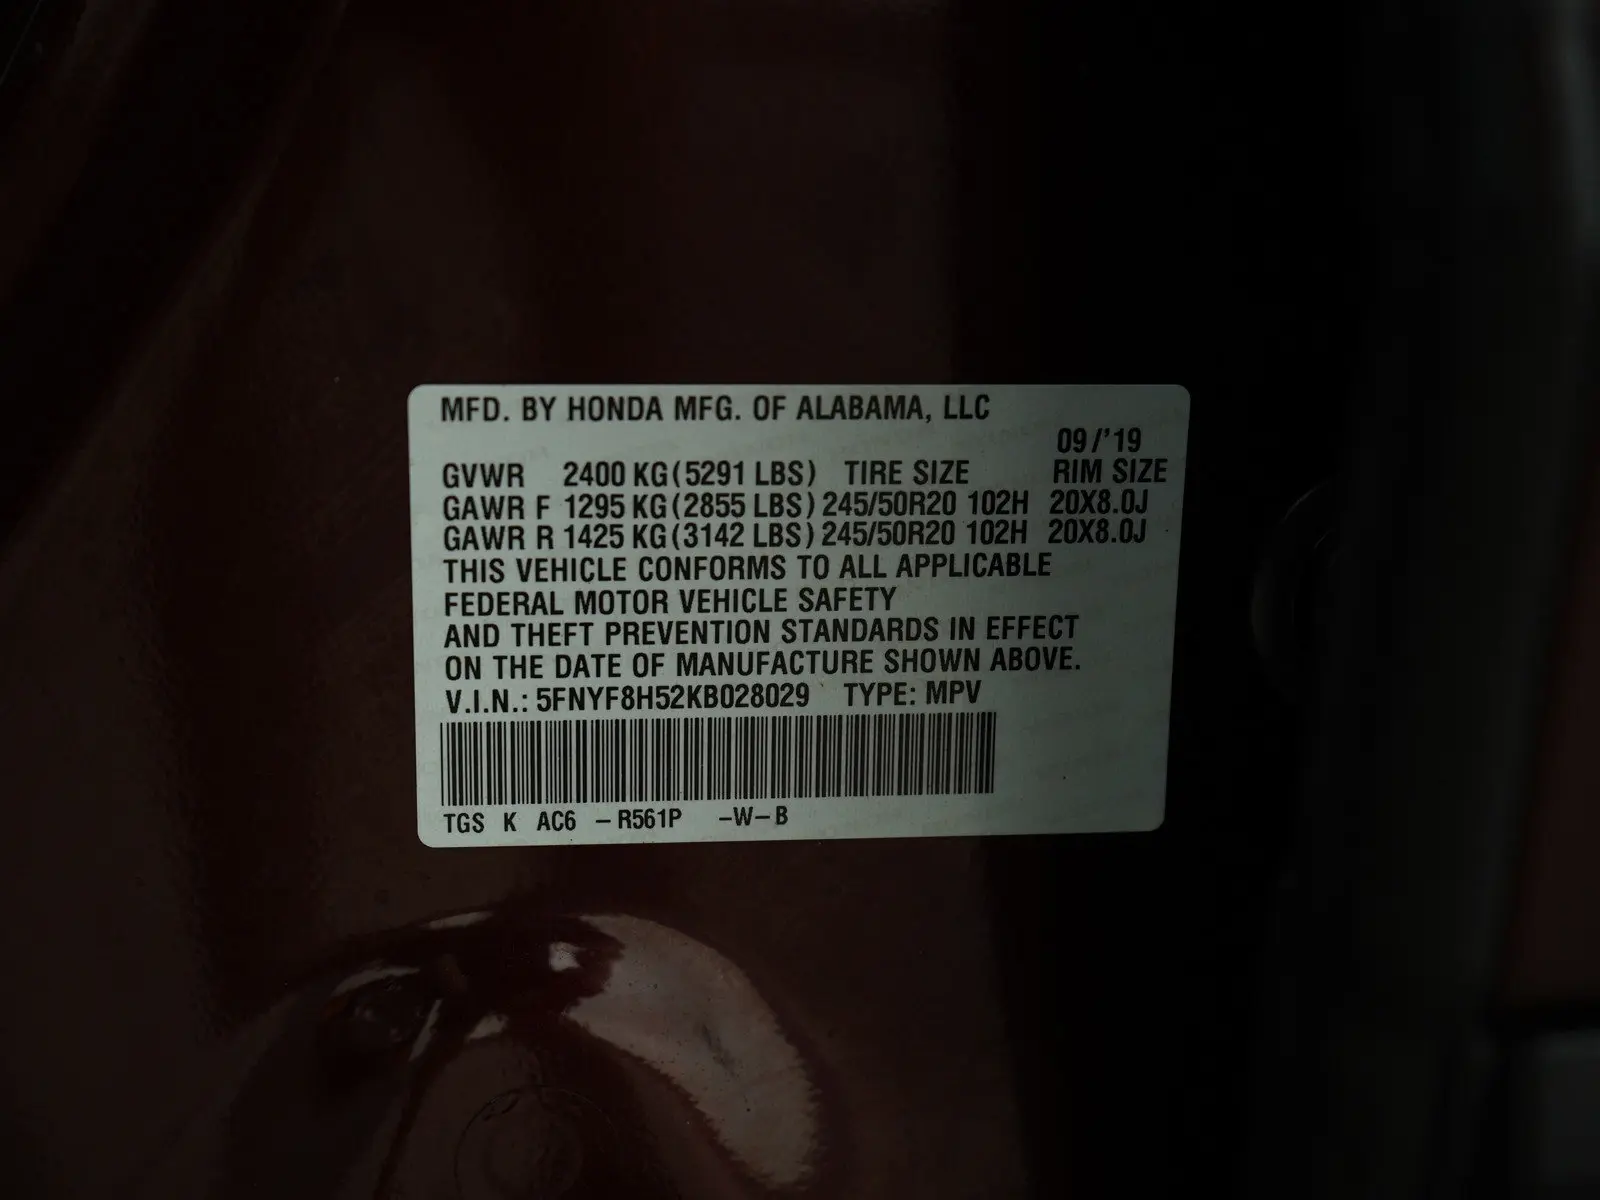 MFD. BY HONDA MFG. OF ALABAMA, LLC
09/'19
GVWR 2400 KG(5291 LBS) TIRE SIZE RIM SIZE
GAWR F 1295 KG(2855 LBS) 245/50R20 102H 20X8.0J
GAWR R 1425 KG(3142 LBS) 245/50R20 102H 20X8.0J
THIS VEHICLE CONFORMS TO ALL APPLICABLE
FEDERAL MOTOR VEHICLE SAFETY
AND THEFT PREVENTION STANDARDS IN EFFECT
ON THE DATE OF MANUFACTURE SHOWN ABOVE.
V.I.N.: 5FNYF8H52KB028029 TYPE: MPV
TGS K AC6 -R561P -W-B